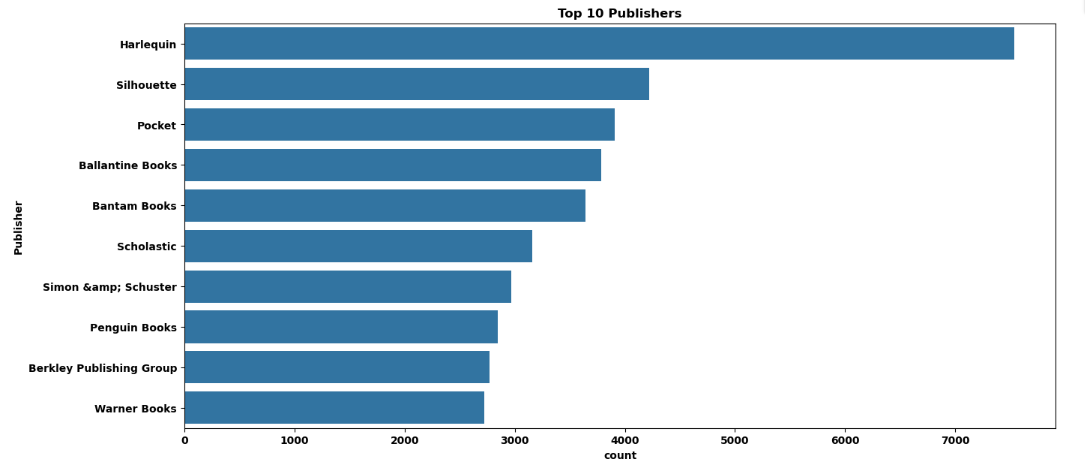 Top 10 Publishers
Publisher
Harlequin
Silhouette
Pocket
Ballantine Books
Bantam Books
Scholastic
Simon &amp; Schuster
Penguin Books
Berkley Publishing Group
Warner Books
0 1000 2000 3000 4000 5000 6000 7000
count